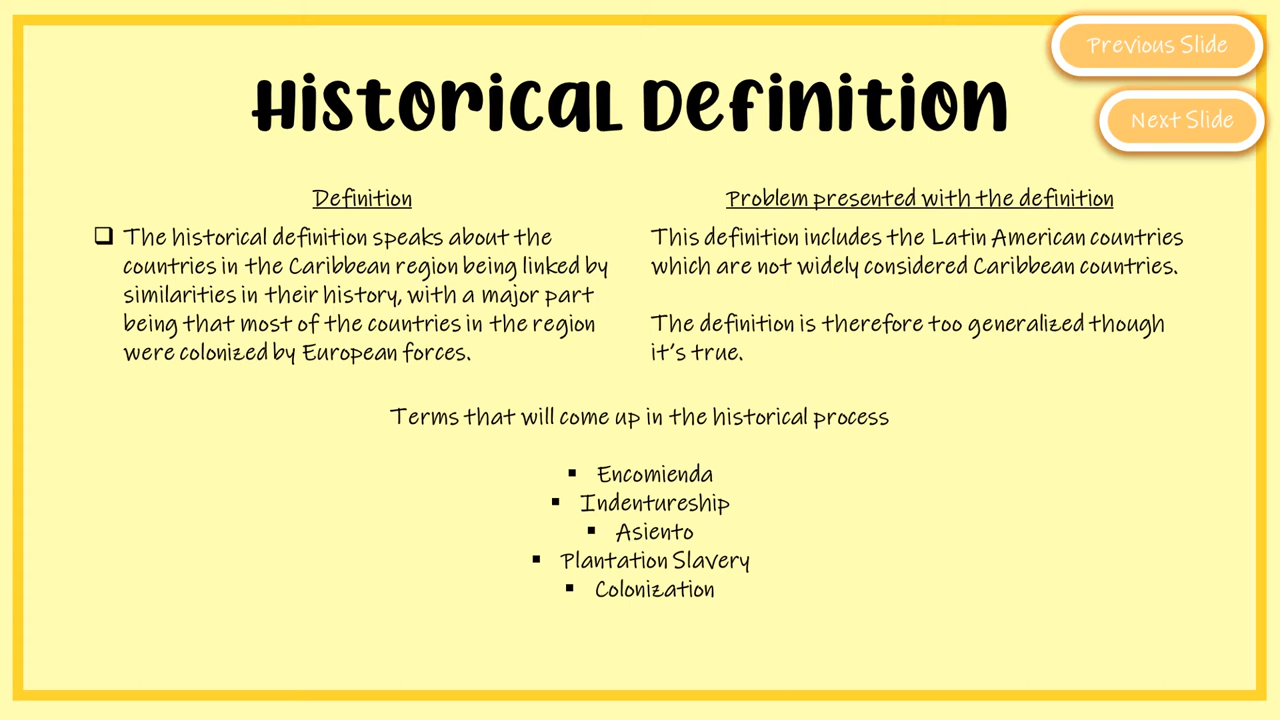 Previous Slide
Next Slide
Historical Definition
Definition
The historical definition speaks about the
countries in the Caribbean region being linked by
similarities in their history, with a major part
being that most of the countries in the region
were colonized by European forces.
Problem presented with the definition
This definition includes the Latin American countries
which are not widely considered Caribbean countries.
The definition is therefore too generalized though
it's true.
Terms that will come up in the historical process
Encomienda
Indentureship
Asiento
Plantation Slavery
Colonization